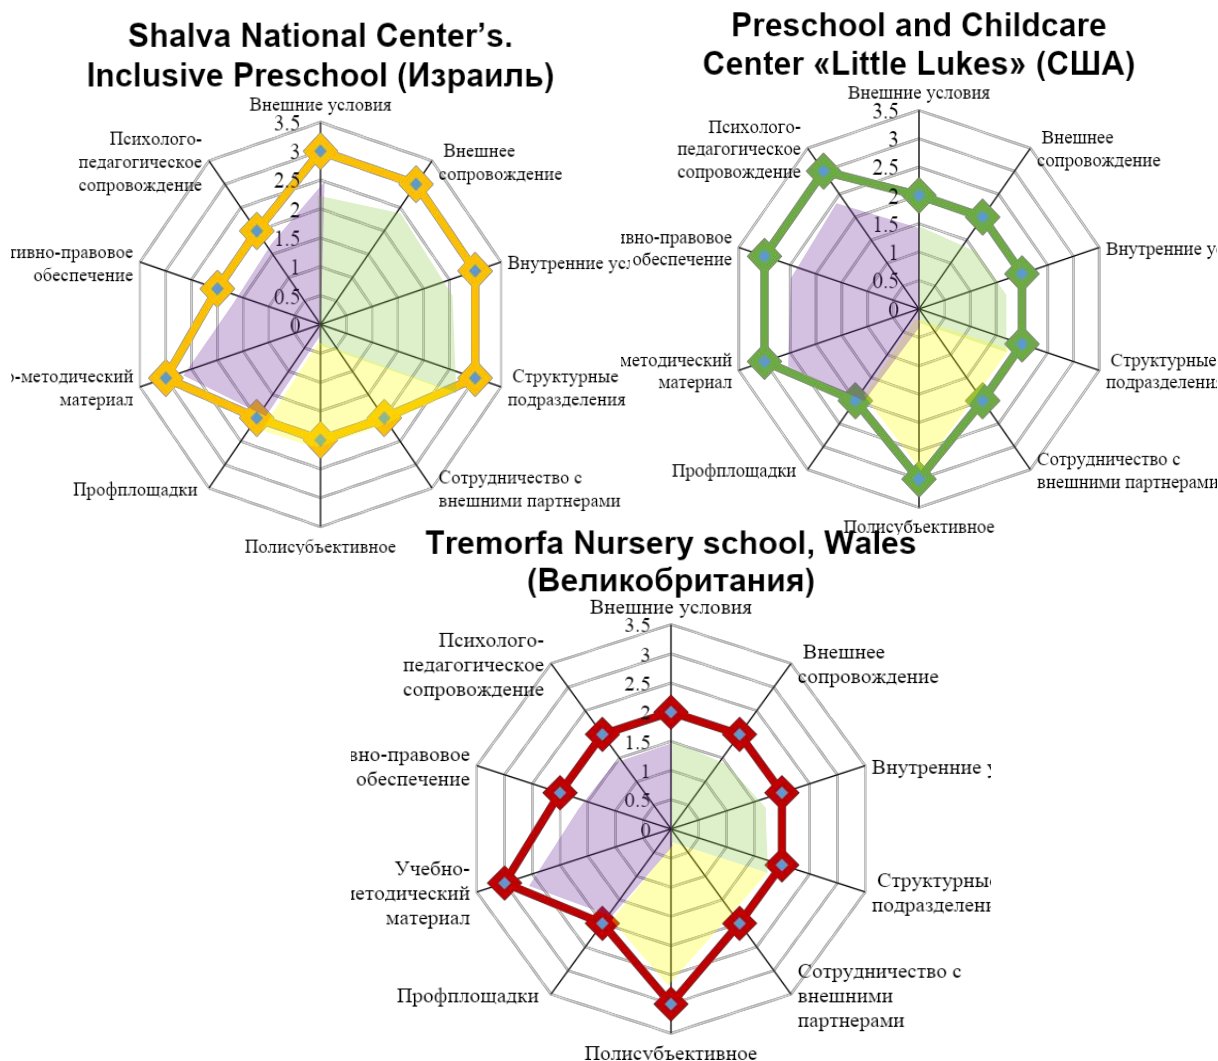 Shalva National Center’s.
Inclusive Preschool (Израиль)
Внешние условия
3.5
3
2.5
2
1.5
1
0.5
0
Внешнее
сопровождение
Внутренние усл
Структурные
подразделения
Сотрудничество с
внешними партнерами
Полисубъективное
Профплощадки
о-методический
материал
тивно-правовое
обеспечение
Психолого-
педагогическое
сопровождение
Preschool and Childcare
Center «Little Lukes» (США)
Внешние условия
3.5
3
2.5
2
1.5
1
0.5
0
Внешнее
сопровождение
Внутренние ус
Структурные
подразделения
Сотрудничество с
внешними партнерами
Полисубъективное
Профплощадки
методический
материал
ивно-правовое
обеспечение
Психолого-
педагогическое
сопровождение
Tremorfa Nursery school, Wales
(Великобритания)
Внешние условия
3.5
3
2.5
2
1.5
1
0.5
0
Внешнее
сопровождение
Внутренние у
Структурны
подразделени
Сотрудничество с
внешними
партнерами
Полисубъективное
Профплощадки
Учебно-
методический
материал
вно-правовое
обеспечение
Психолого-
педагогическое
сопровождение